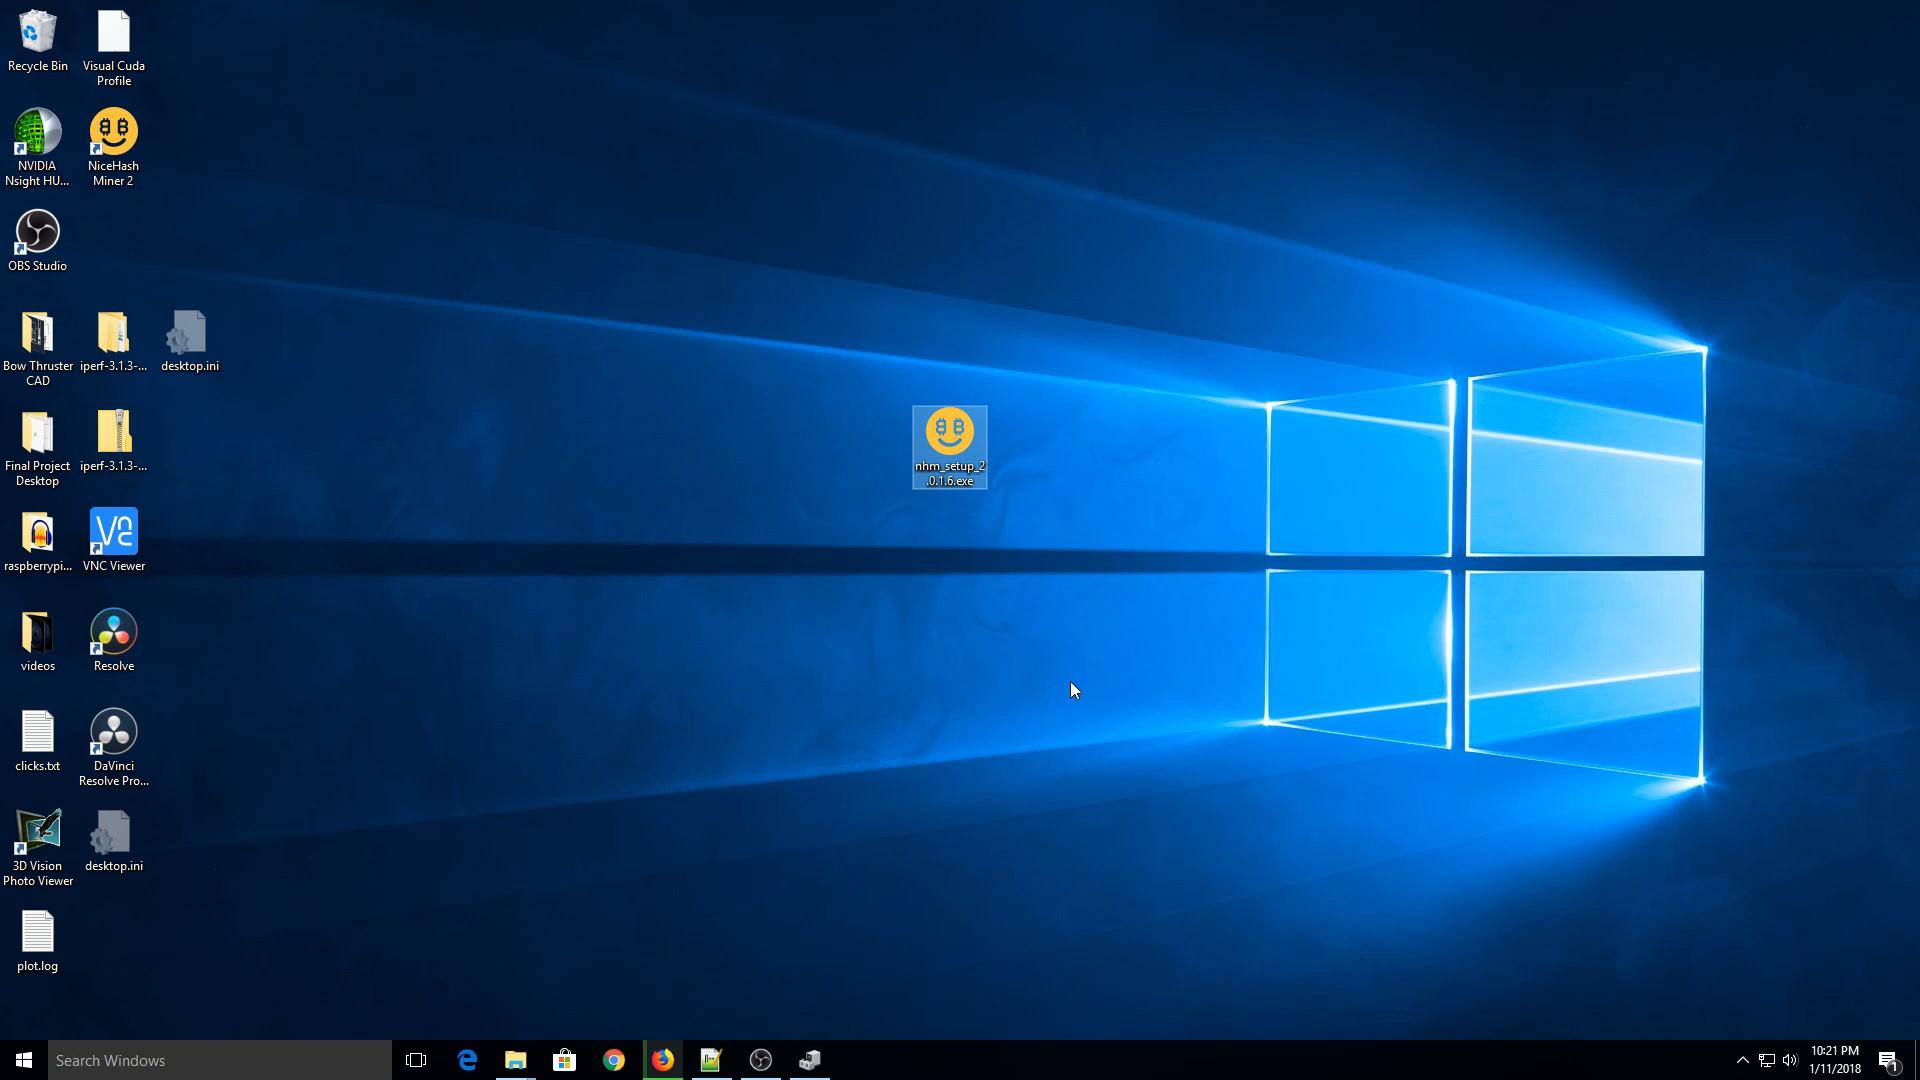 Recycle Bin
Visual Cuda
Profile
NVIDIA
Nsight HU...
NiceHash
Miner 2
OBS Studio
Bow Thruster
CAD
iperf-3.1.3-...
desktop.ini
Final Project
Desktop
iperf-3.1.3-...
nhm_setup_2
.0.1.6.exe
raspberrypi...
VNC Viewer
videos
Resolve
clicks.txt
DaVinci
Resolve Pro...
3D Vision
Photo Viewer
desktop.ini
plot.log
Search Windows
10:21 PM
1/11/2018
1